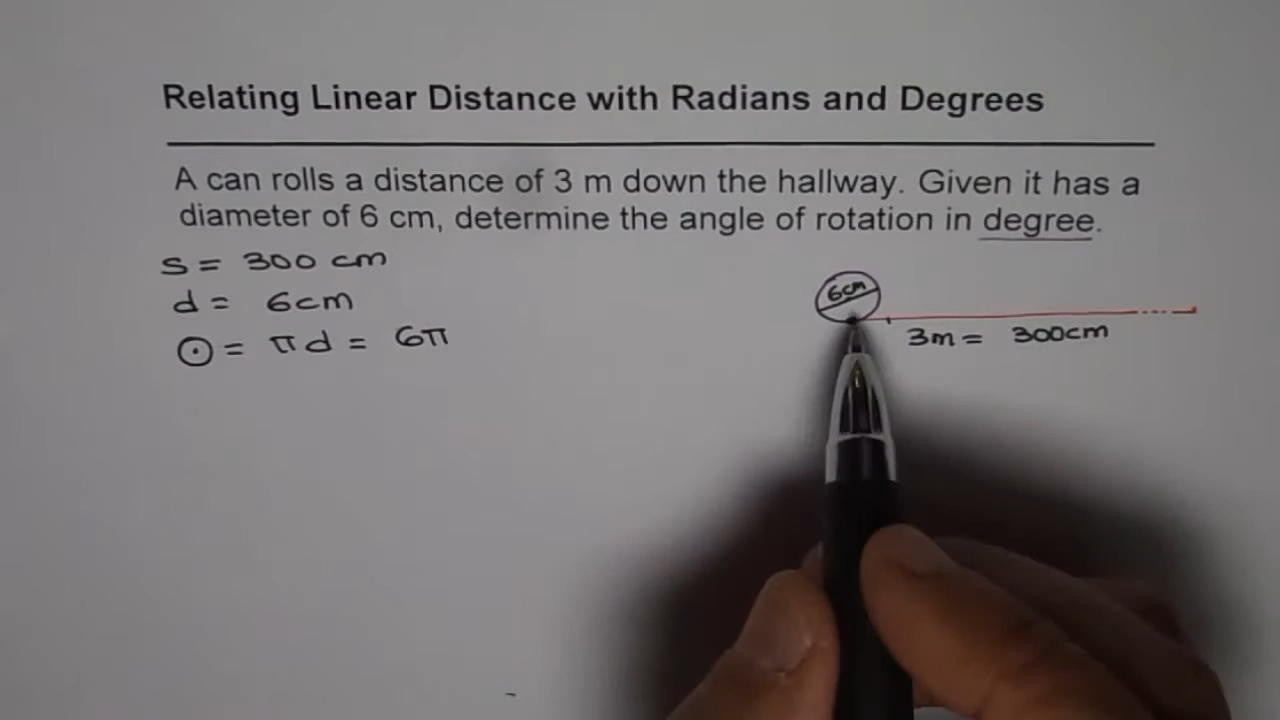 Relating Linear Distance with Radians and Degrees
A can rolls a distance of 3 m down the hallway. Given it has a
diameter of 6 cm, determine the angle of rotation in degree.
s = 300 cm
d = 6cm
⊙ = πd = 6π
6cm
3m = 300cm